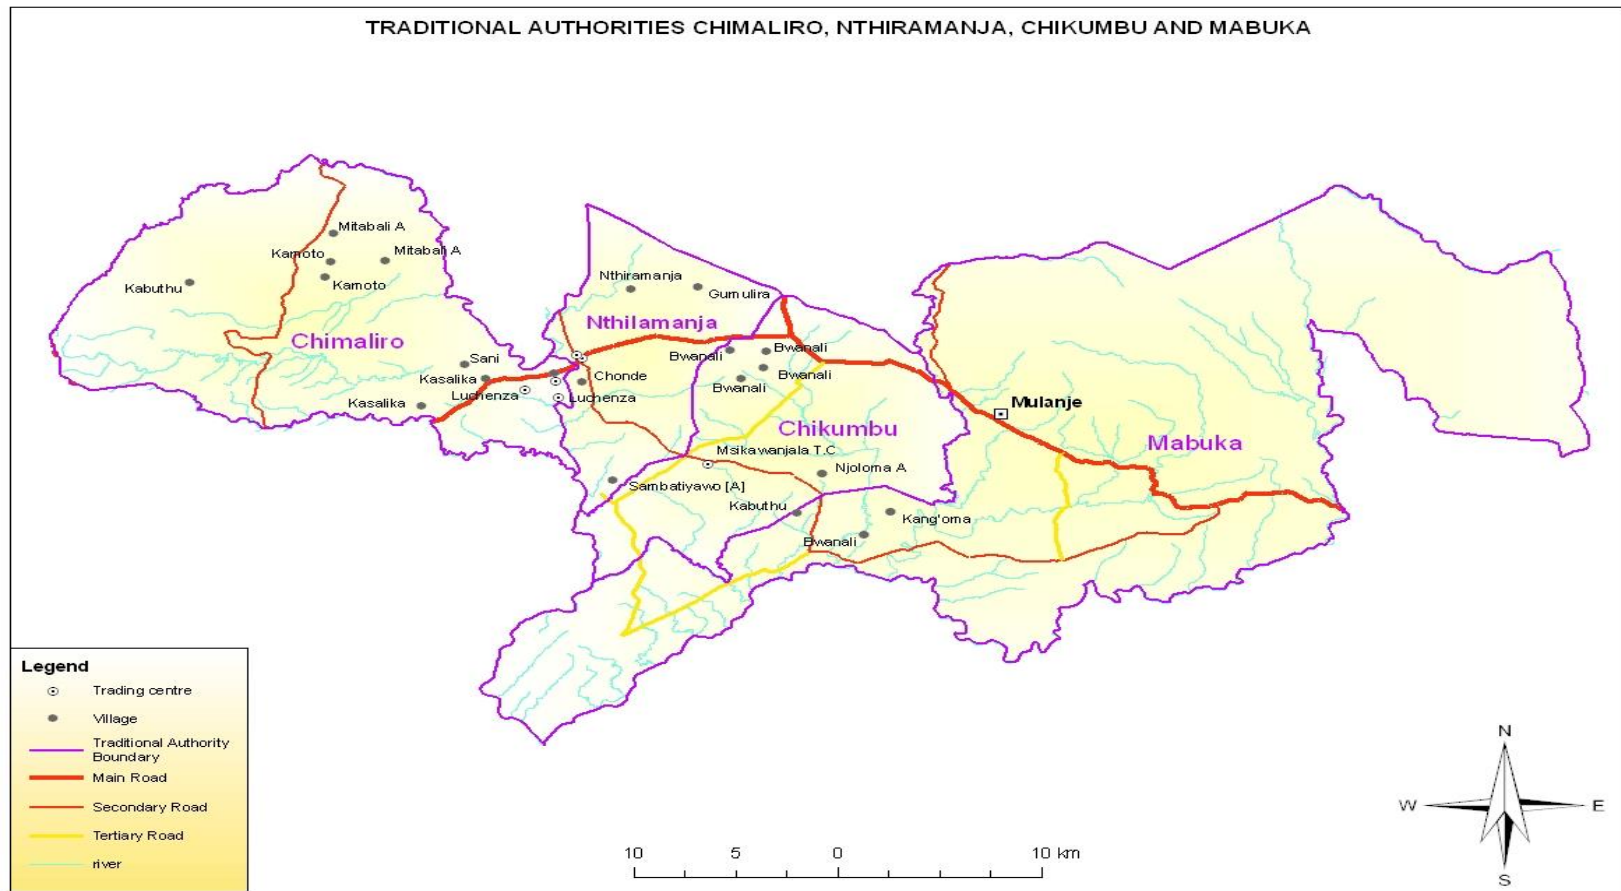 TRADITIONAL AUTHORITIES CHIMALIRO, NTHIRAMANJA, CHIKUMBU AND MABUKA
Mitabali A
Kamoto
Mitabali A
Kabuthu
Kamoto
Nthiramanja
Gumulira
Nthilamanja
Chimaliro
Sani
Bwanali
Bwanali
Kasalika
Chonde
Bwanali
Bwanali
Luchenza
Luchenza
Kasalika
Mulanje
Chikumbu
Mabuka
Msikawanjala T.C
Njoloma A
Sambatiyawo [A]
Kabuthu
Kang'oma
Bwanali
Legend
Trading centre
Village
Traditional Authority
Boundary
Main Road
Secondary Road
Tertiary Road
river
10 5 0 10 km
N
W E
S